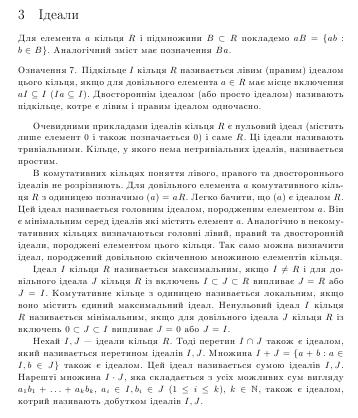 3 Ідеали
Для елемента a кільця R і підмножини B ⊂ R покладемо aB = {ab :
b ∈ B}. Аналогічний зміст має позначення Ba.
Означення 7. Підкільце I кільця R називається лівим (правим) ідеалом
цього кільця, якщо для довільного елемента a ∈ R має місце включення
aI ⊆ I (Ia ⊆ I). Двостороннім ідеалом (або просто ідеалом) називають
підкільце, котре є лівим і правим ідеалом одночасно.
Очевидними прикладами ідеалів кільця R є нульовий ідеал (містить
лише елемент 0 і також позначається 0) і саме R. Ці ідеали називають
тривіальними. Кільце, у якого нема нетривіальних ідеалів, називається
простим.
В комутативних кільцях поняття лівого, правого та двостороннього
ідеалів не розрізняють. Для довільного елемента a комутативного кіль-
ця R з одиницею позначимо (a) = aR. Легко бачити, що (a) є ідеалом R.
Цей ідеал називається головним ідеалом, породженим елементом a. Він
є мінімальним серед ідеалів які містять елемент a. Аналогічно в некому-
тативних кільцях визначаються головні лівий, правий та двосторонній
ідеали, породжені елементом цього кільця. Так само можна визначити
ідеал, породжений довільною скінченною множиною елементів кільця.
Ідеал I кільця R називається максимальним, якщо I ≠ R і для до-
вільного ідеала J кільця R із включень I ⊂ J ⊂ R випливає J = R або
J = I. Комутативне кільце з одиницею називається локальним, якщо
воно містить єдиний максимальний ідеал. Ненульовий ідеал I кільця
R називається мінімальним, якщо для довільного ідеала J кільця R із
включень 0 ⊂ J ⊂ I випливає J = 0 або J = I.
Нехай I, J — ідеали кільця R. Тоді перетин I ∩ J також є ідеалом,
який називається перетином ідеалів I, J. Множина I + J = {a + b : a ∈
I, b ∈ J} також є ідеалом. Цей ідеал називається сумою ідеалів I, J.
Нарешті множина I · J, яка складається з усіх можливих сум вигляду
a₁b₁ + … + aₖbₖ, aᵢ ∈ I, bᵢ ∈ J (1 ≤ i ≤ k), k ∈ ℕ, також є ідеалом,
котрий називають добутком ідеалів I, J.